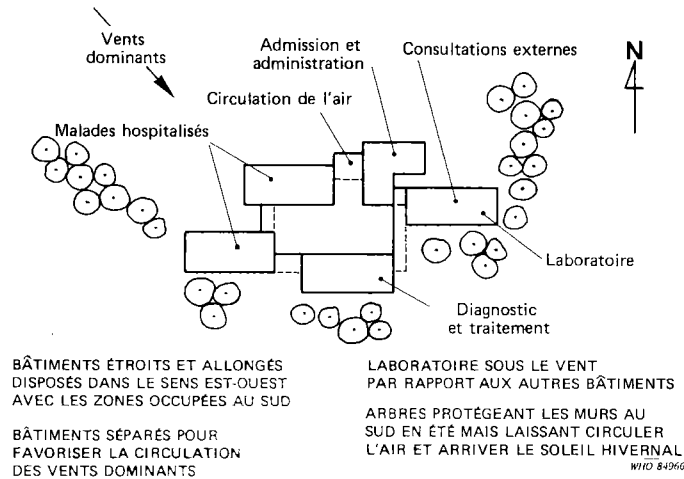 Vents
dominants
Admission et
administration
Consultations externes
N
Circulation de l'air
Malades hospitalisés
Laboratoire
Diagnostic
et traitement
BÂTIMENTS ÉTROITS ET ALLONGÉS
DISPOSÉS DANS LE SENS EST-OUEST
AVEC LES ZONES OCCUPÉES AU SUD
BÂTIMENTS SÉPARÉS POUR
FAVORISER LA CIRCULATION
DES VENTS DOMINANTS
LABORATOIRE SOUS LE VENT
PAR RAPPORT AUX AUTRES BÂTIMENTS
ARBRES PROTÉGEANT LES MURS AU
SUD EN ÉTÉ MAIS LAISSANT CIRCULER
L'AIR ET ARRIVER LE SOLEIL HIVERNAL
WHO 84966